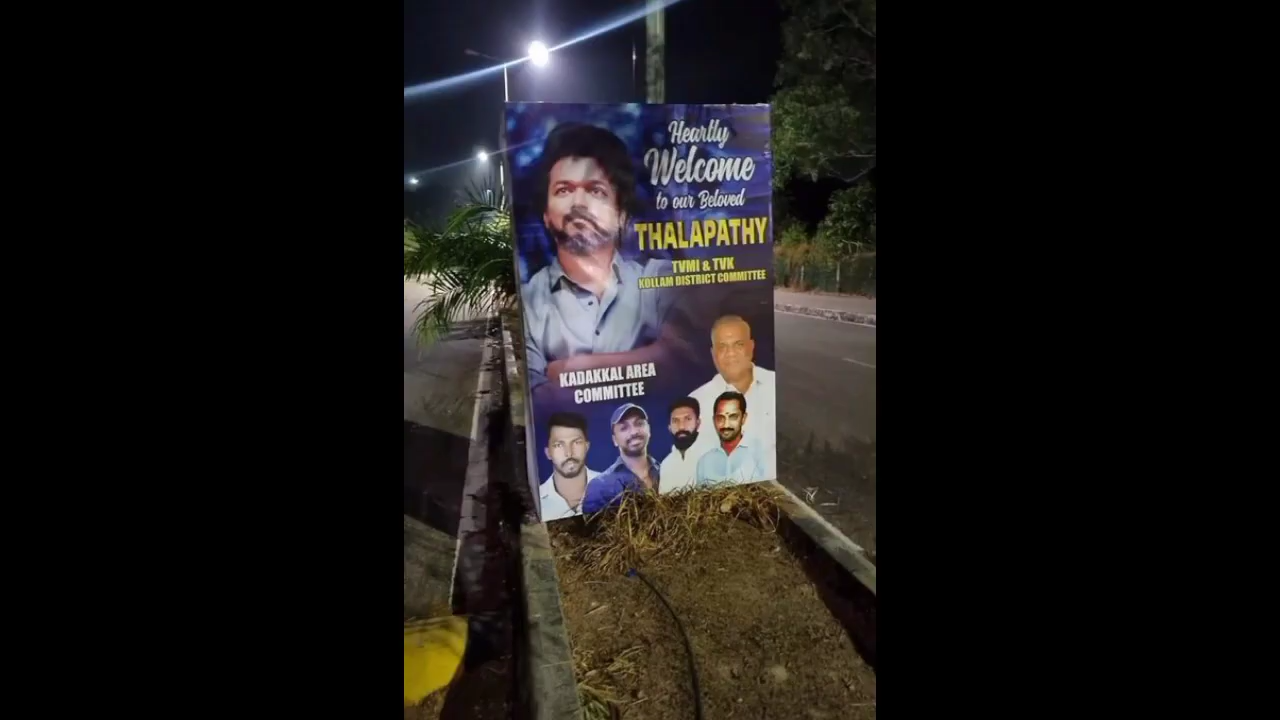 Heartly
Welcome
to our Beloved
THALAPATHY
TVMI & TVK
KOLLAM DISTRICT COMMITTEE
KADAKKAL AREA
COMMITTEE